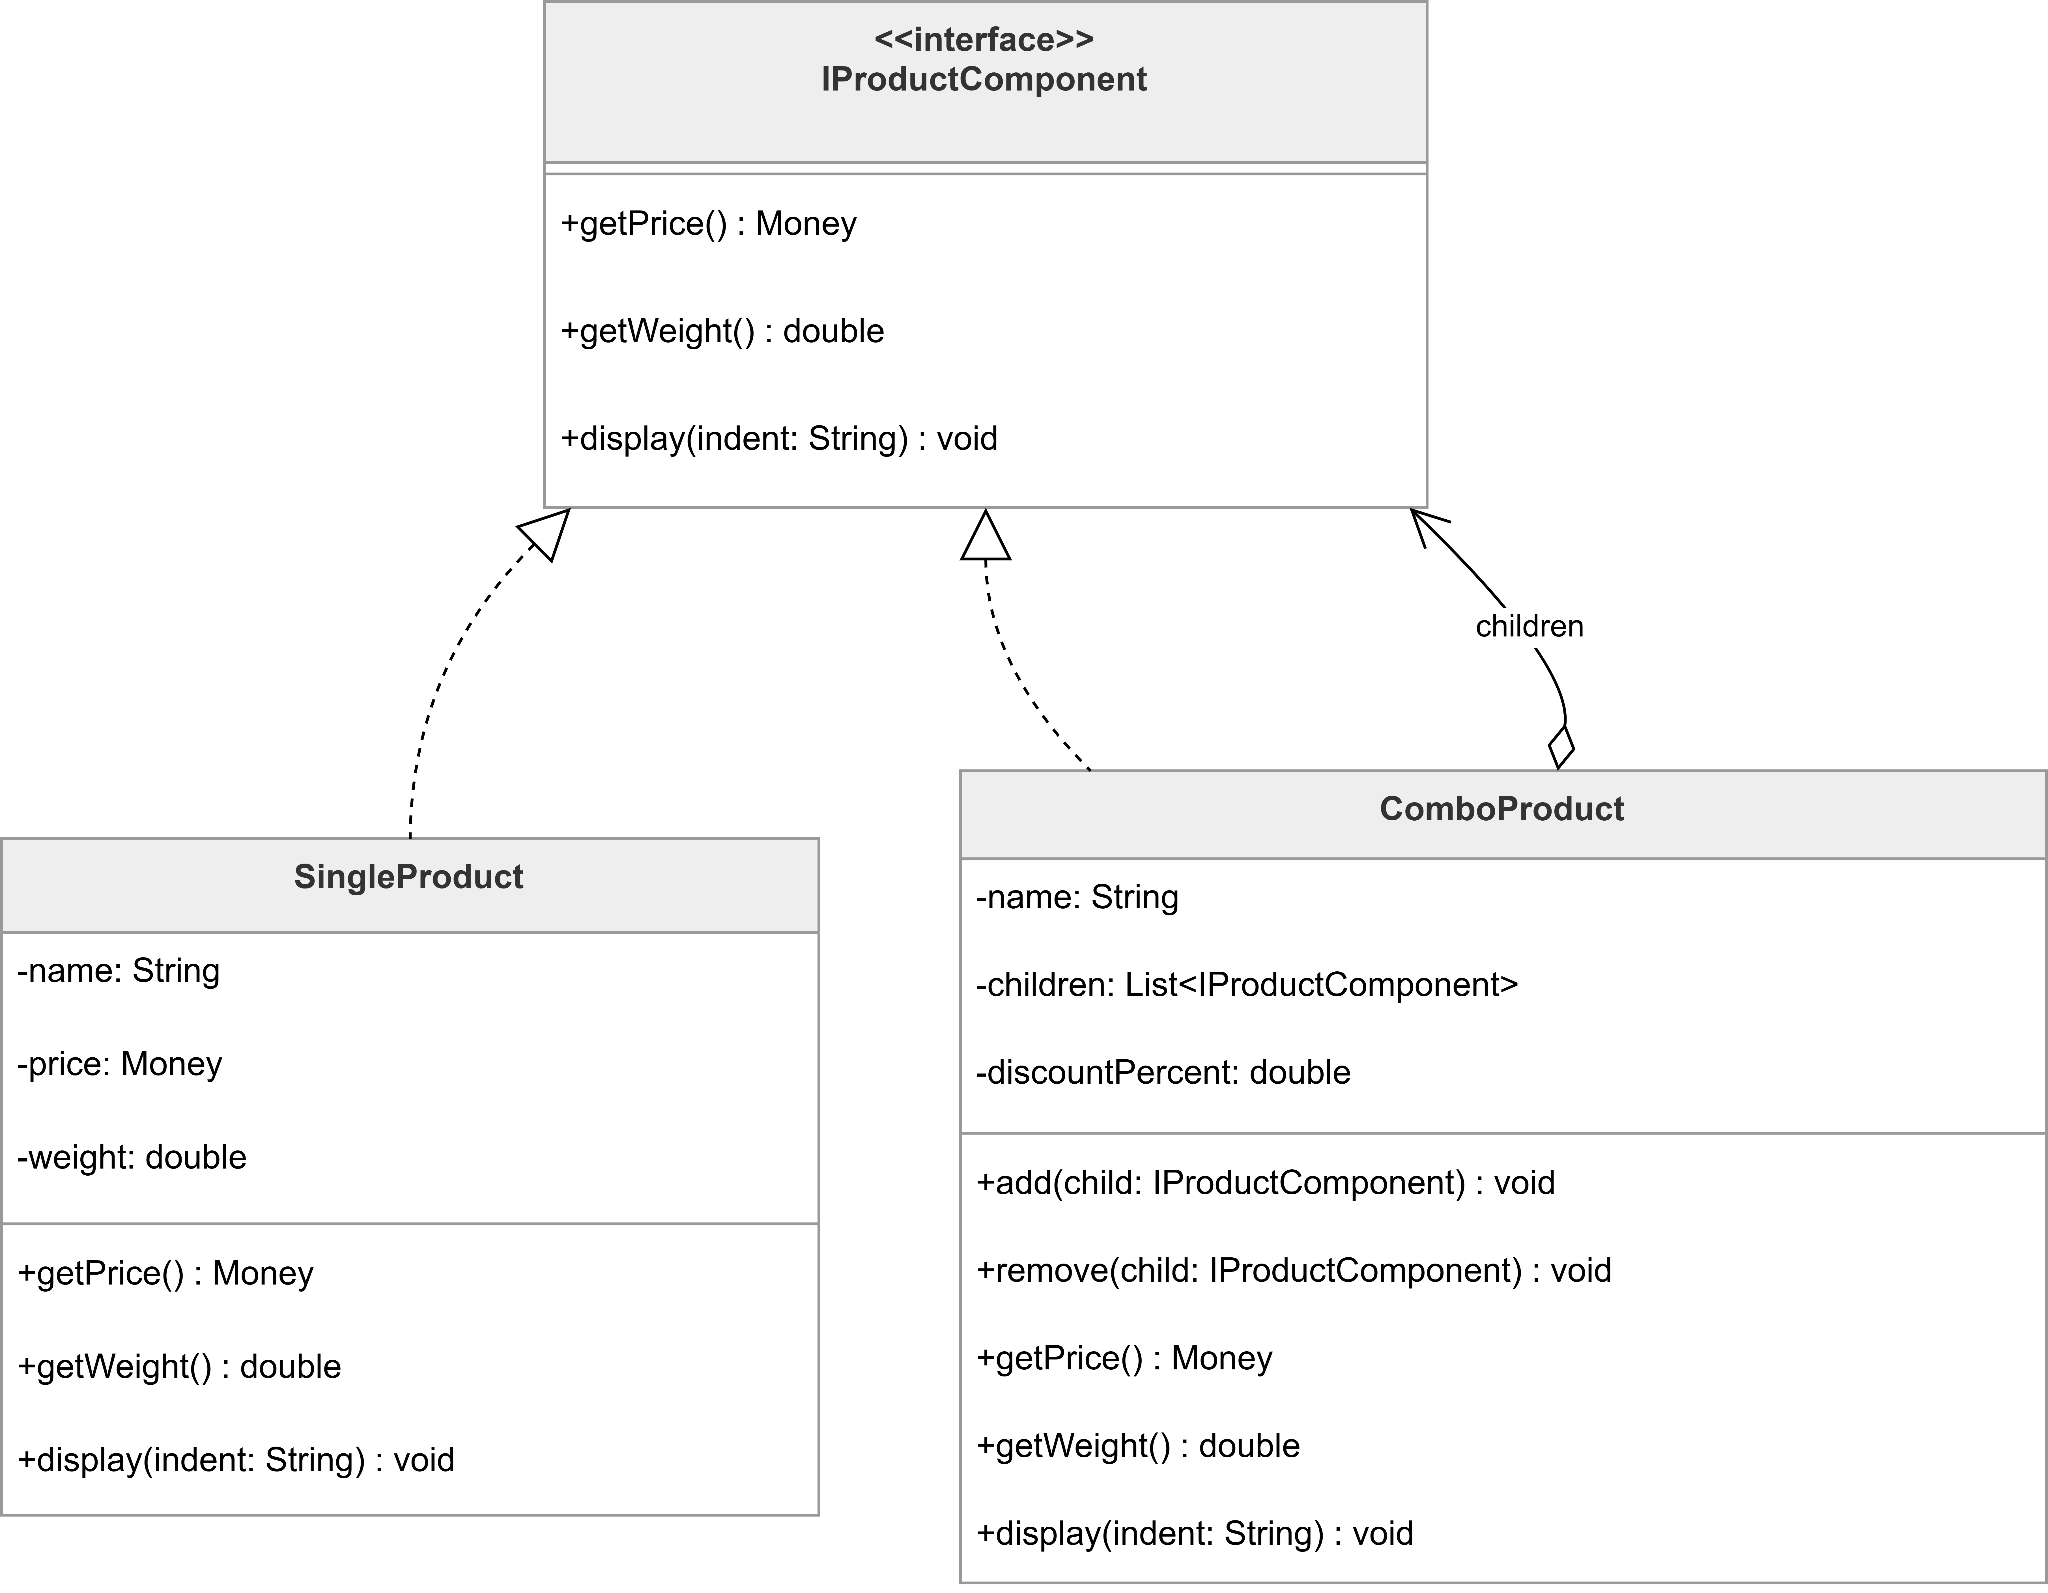 <<interface>>
IProductComponent
+getPrice() : Money
+getWeight() : double
+display(indent: String) : void
children
SingleProduct
-name: String
-price: Money
-weight: double
+getPrice() : Money
+getWeight() : double
+display(indent: String) : void
ComboProduct
-name: String
-children: List<IProductComponent>
-discountPercent: double
+add(child: IProductComponent) : void
+remove(child: IProductComponent) : void
+getPrice() : Money
+getWeight() : double
+display(indent: String) : void